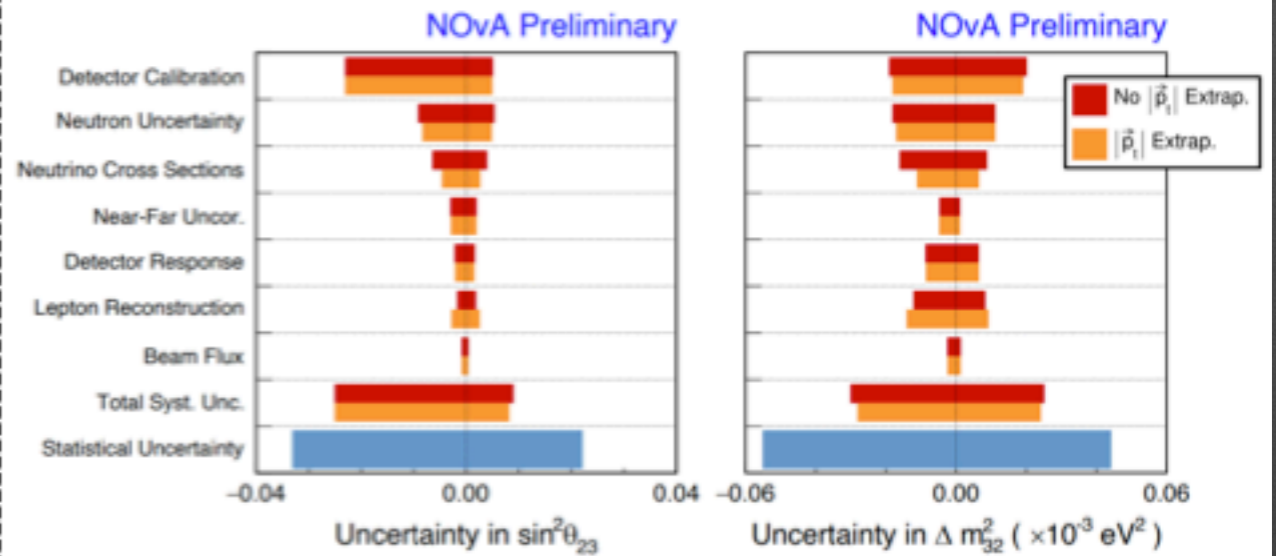 NOvA Preliminary
NOvA Preliminary
Detector Calibration
Neutron Uncertainty
Neutrino Cross Sections
Near-Far Uncor.
Detector Response
Lepton Reconstruction
Beam Flux
Total Syst. Unc.
Statistical Uncertainty
No |p⃗ₜ| Extrap.
|p⃗ₜ| Extrap.
−0.04 0.00 0.04
−0.06 0.00 0.06
Uncertainty in sin²θ₂₃
Uncertainty in Δ m²₃₂ ( ×10⁻³ eV² )